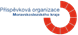 Příspěvková organizace
Moravskoslezského kraje